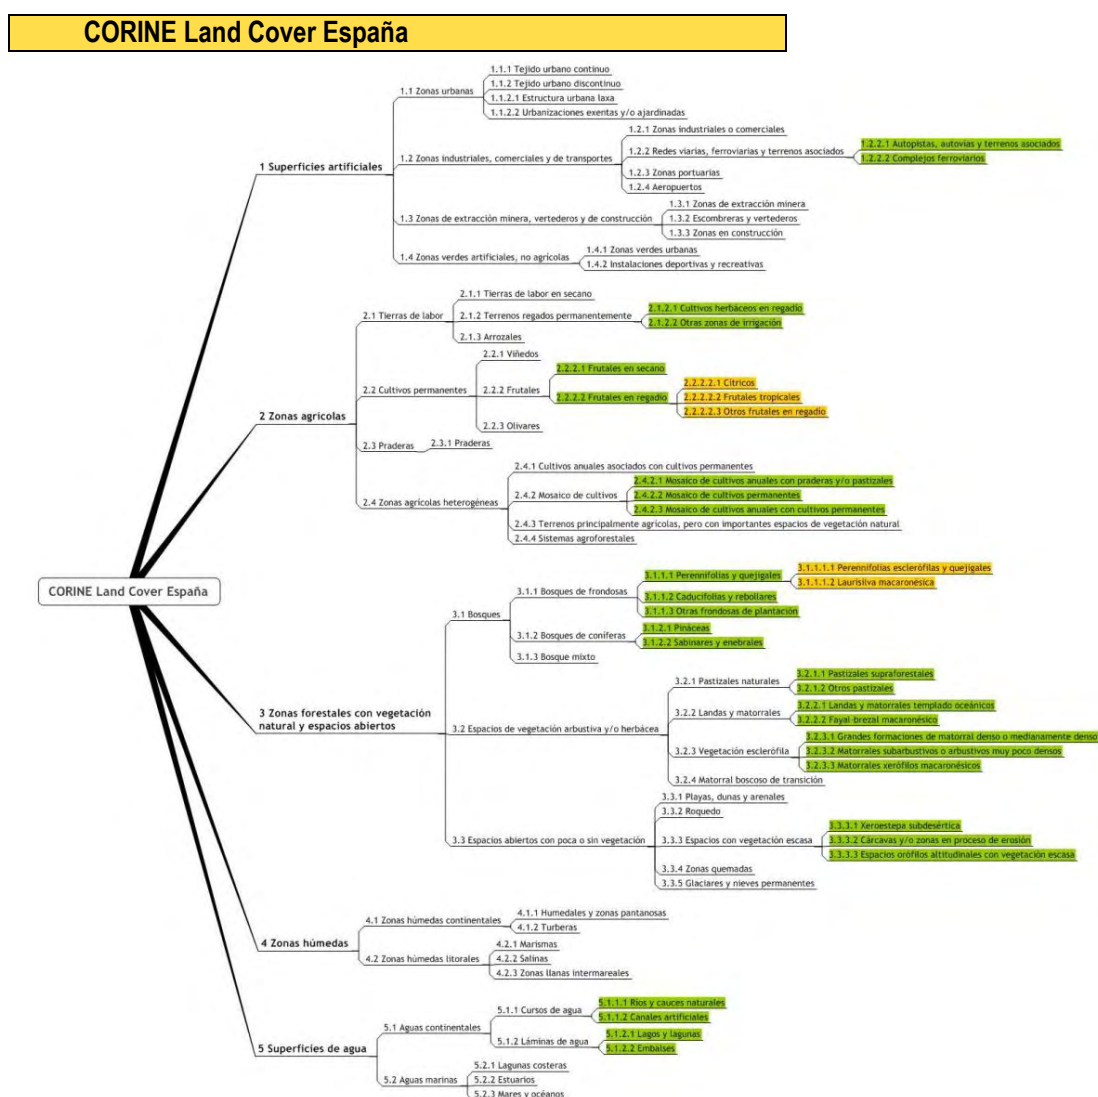 CORINE Land Cover España
CORINE Land Cover España
1 Superficies artificiales
1.1 Zonas urbanas
1.1.1 Tejido urbano continuo
1.1.2 Tejido urbano discontinuo
1.1.2.1 Estructura urbana laxa
1.1.2.2 Urbanizaciones exentas y/o ajardinadas
1.2 Zonas industriales, comerciales y de transportes
1.2.1 Zonas industriales o comerciales
1.2.2 Redes viarias, ferroviarias y terrenos asociados
1.2.2.1 Autopistas, autovías y terrenos asociados
1.2.2.2 Complejos ferroviarios
1.2.3 Zonas portuarias
1.2.4 Aeropuertos
1.3 Zonas de extracción minera, vertederos y de construcción
1.3.1 Zonas de extracción minera
1.3.2 Escombreras y vertederos
1.3.3 Zonas en construcción
1.4 Zonas verdes artificiales, no agrícolas
1.4.1 Zonas verdes urbanas
1.4.2 Instalaciones deportivas y recreativas
2 Zonas agrícolas
2.1 Tierras de labor
2.1.1 Tierras de labor en secano
2.1.2 Terrenos regados permanentemente
2.1.2.1 Cultivos herbáceos en regadío
2.1.2.2 Otras zonas de irrigación
2.1.3 Arrozales
2.2 Cultivos permanentes
2.2.1 Viñedos
2.2.2 Frutales
2.2.2.1 Frutales en secano
2.2.2.2 Frutales en regadío
2.2.2.2.1 Cítricos
2.2.2.2.2 Frutales tropicales
2.2.2.2.3 Otros frutales en regadío
2.2.3 Olivares
2.3 Praderas
2.3.1 Praderas
2.4 Zonas agrícolas heterogéneas
2.4.1 Cultivos anuales asociados con cultivos permanentes
2.4.2 Mosaico de cultivos
2.4.2.1 Mosaico de cultivos anuales con praderas y/o pastizales
2.4.2.2 Mosaico de cultivos permanentes
2.4.2.3 Mosaico de cultivos anuales con cultivos permanentes
2.4.3 Terrenos principalmente agrícolas, pero con importantes espacios de vegetación natural
2.4.4 Sistemas agroforestales
3 Zonas forestales con vegetación
natural y espacios abiertos
3.1 Bosques
3.1.1 Bosques de frondosas
3.1.1.1 Perennifolias y quejigales
3.1.1.1.1 Perennifolias esclerófilas y quejigales
3.1.1.1.2 Laurisilva macaronésica
3.1.1.2 Caducifolias y rebollares
3.1.1.3 Otras frondosas de plantación
3.1.2 Bosques de coníferas
3.1.2.1 Pináceas
3.1.2.2 Sabinares y enebrales
3.1.3 Bosque mixto
3.2 Espacios de vegetación arbustiva y/o herbácea
3.2.1 Pastizales naturales
3.2.1.1 Pastizales supraforestales
3.2.1.2 Otros pastizales
3.2.2 Landas y matorrales
3.2.2.1 Landas y matorrales templado oceánicos
3.2.2.2 Fayal-brezal macaronésico
3.2.3 Vegetación esclerófila
3.2.3.1 Grandes formaciones de matorral denso o medianamente denso
3.2.3.2 Matorrales subarbustivos o arbustivos muy poco densos
3.2.3.3 Matorrales xerófilos macaronésicos
3.2.4 Matorral boscoso de transición
3.3 Espacios abiertos con poca o sin vegetación
3.3.1 Playas, dunas y arenales
3.3.2 Roquedo
3.3.3 Espacios con vegetación escasa
3.3.3.1 Xeroestepa subdesértica
3.3.3.2 Cárcavas y/o zonas en proceso de erosión
3.3.3.3 Espacios orófilos altitudinales con vegetación escasa
3.3.4 Zonas quemadas
3.3.5 Glaciares y nieves permanentes
4 Zonas húmedas
4.1 Zonas húmedas continentales
4.1.1 Humedales y zonas pantanosas
4.1.2 Turberas
4.2 Zonas húmedas litorales
4.2.1 Marismas
4.2.2 Salinas
4.2.3 Zonas llanas intermareales
5 Superficies de agua
5.1 Aguas continentales
5.1.1 Cursos de agua
5.1.1.1 Ríos y cauces naturales
5.1.1.2 Canales artificiales
5.1.2 Láminas de agua
5.1.2.1 Lagos y lagunas
5.1.2.2 Embalses
5.2 Aguas marinas
5.2.1 Lagunas costeras
5.2.2 Estuarios
5.2.3 Mares y océanos